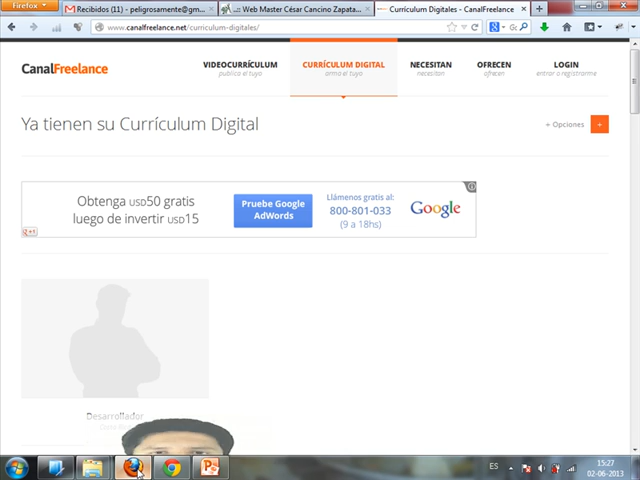 Firefox
Recibidos (11) - peligrosamente@gm...
..:: Web Master César Cancino Zapata...
Curriculum Digitales - CanalFreelance
www.canalfreelance.net/curriculum-digitales/
Go
CanalFreelance
VIDEOCURRÍCULUM
publica el tuyo
CURRÍCULUM DIGITAL
arma el tuyo
NECESITAN
necesitan
OFRECEN
ofrecen
LOGIN
entrar o registrarme
Ya tienen su Currículum Digital
+ Opciones
+
Obtenga USD50 gratis
luego de invertir USD15
Pruebe Google
AdWords
Llámenos gratis al:
800-801-033
(9 a 18hs)
Google
+1
Desarrollador
ES
15:27
02-06-2013